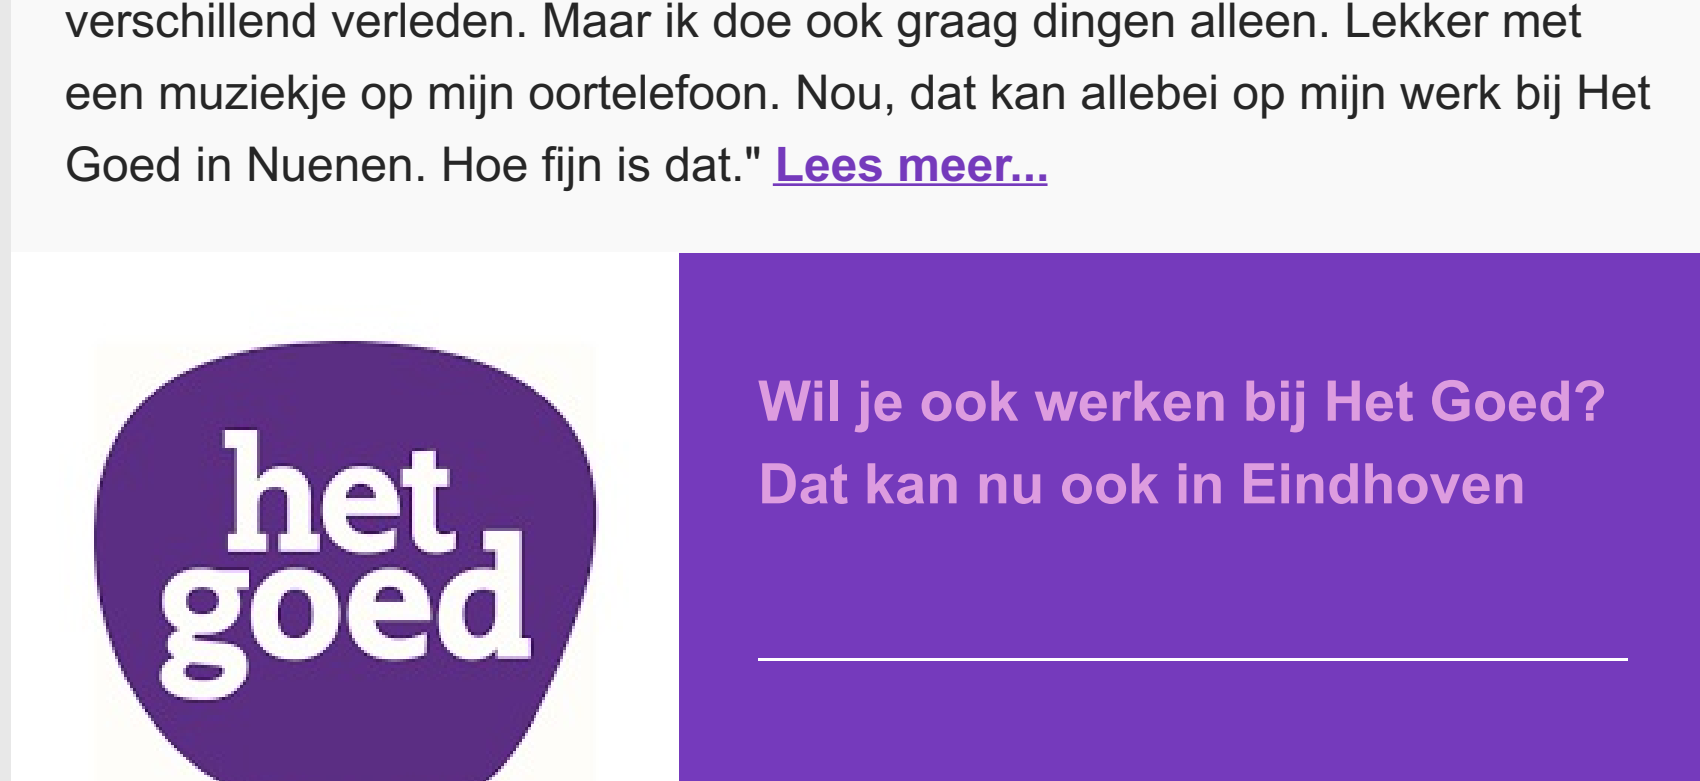 verschillend verleden. Maar ik doe ook graag dingen alleen. Lekker met
een muziekje op mijn oortelefoon. Nou, dat kan allebei op mijn werk bij Het
Goed in Nuenen. Hoe fijn is dat." Lees meer...
het
goed
Wil je ook werken bij Het Goed?
Dat kan nu ook in Eindhoven